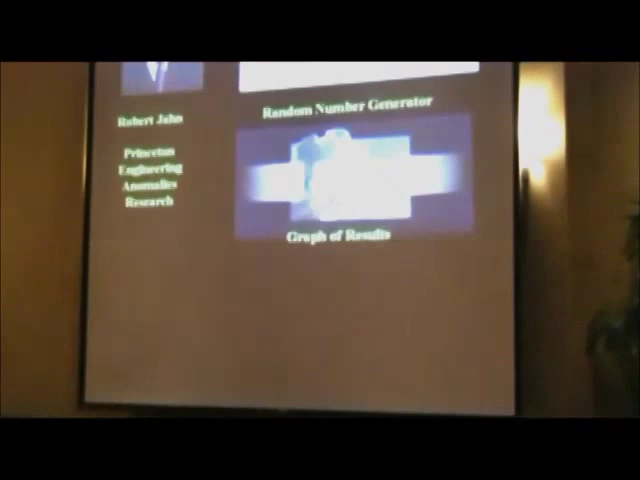 Robert Jahn
Princeton
Engineering
Anomalies
Research
Random Number Generator
Graph of Results